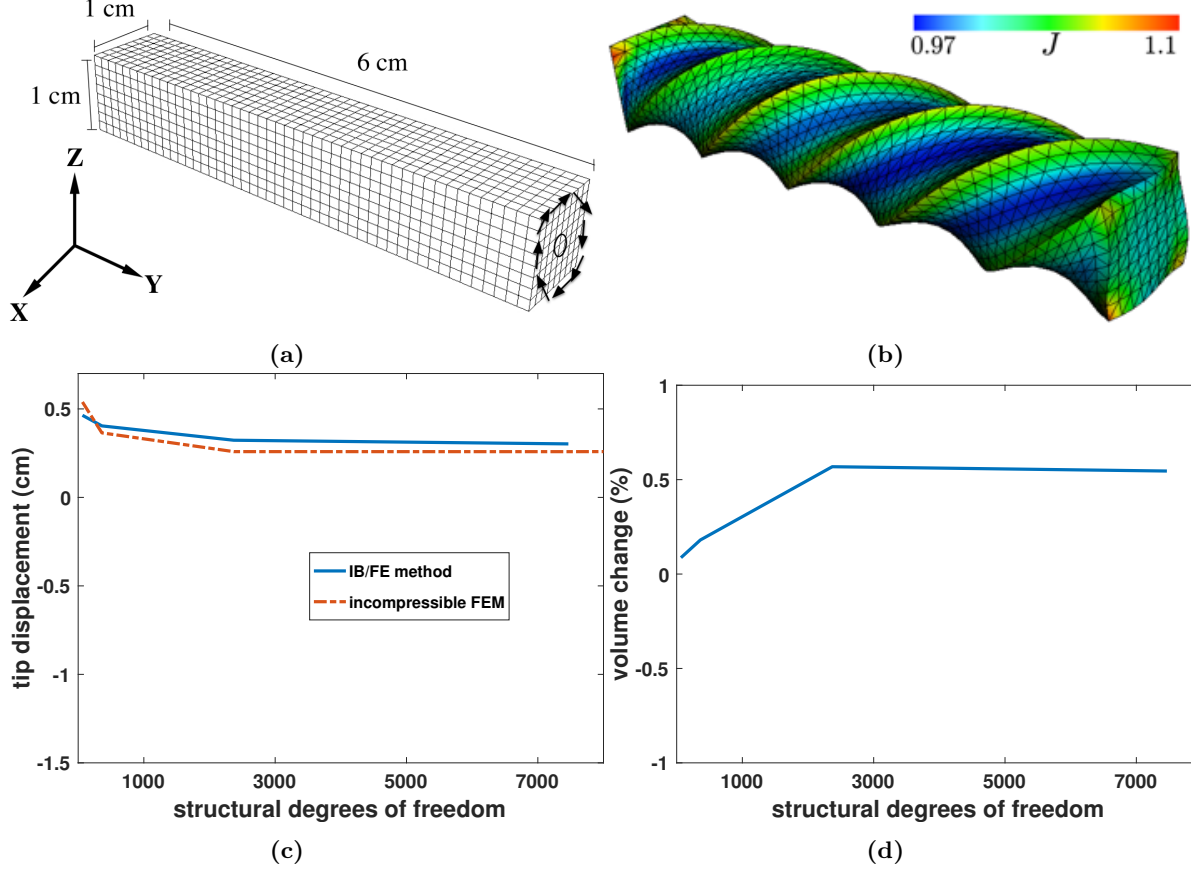 1 cm
6 cm
1 cm
Z
Y
X
(a)
0.97 J 1.1
(b)
tip displacement (cm)
0.5
0
-0.5
-1
-1.5
IB/FE method
incompressible FEM
1000 3000 5000 7000
structural degrees of freedom
(c)
volume change (%)
1
0.5
0
-0.5
-1
1000 3000 5000 7000
structural degrees of freedom
(d)